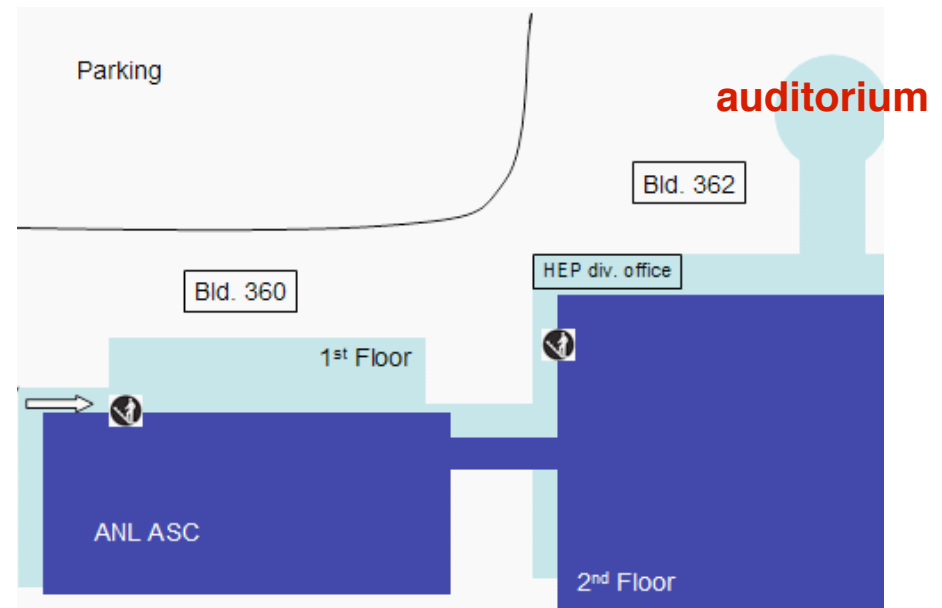 Parking
auditorium
Bld. 362
HEP div. office
Bld. 360
1st Floor
ANL ASC
2nd Floor